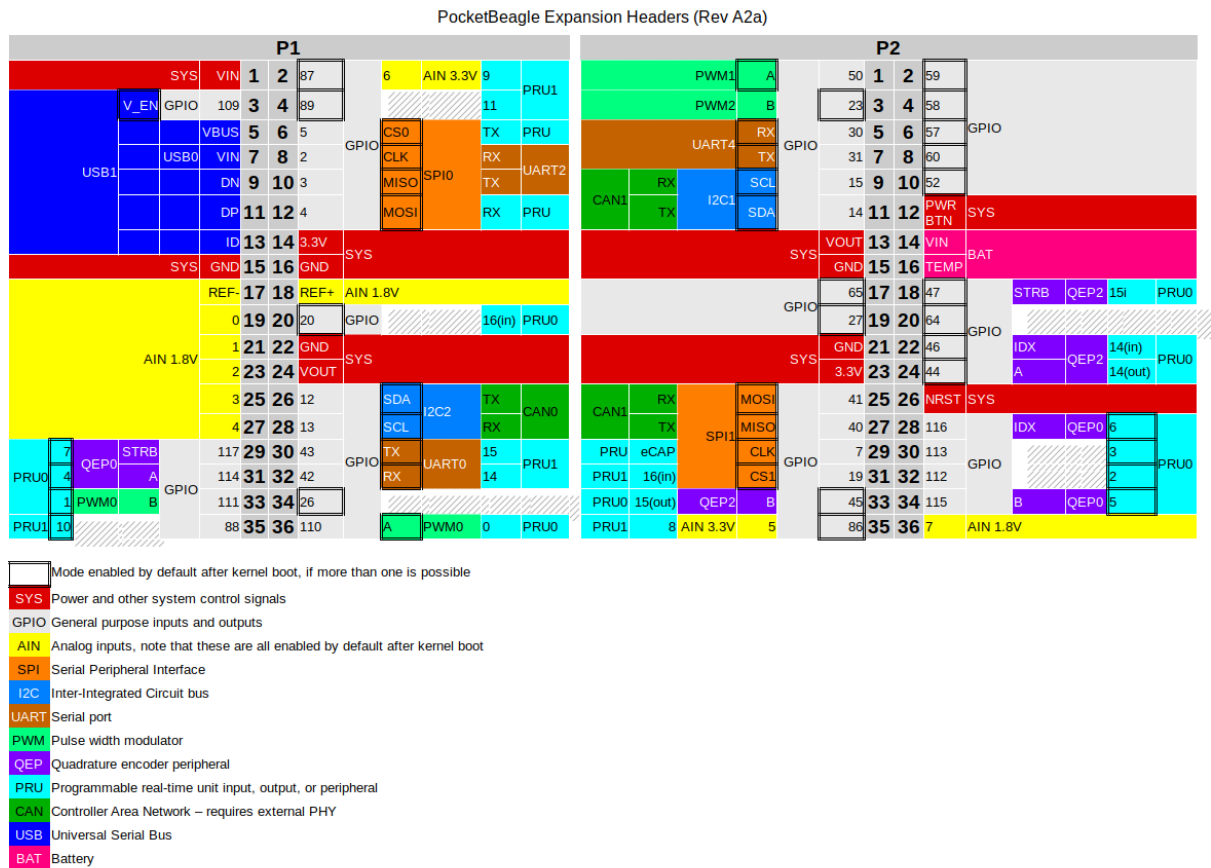 PocketBeagle Expansion Headers (Rev A2a)
P1 P2
SYS VIN 1 2 87 6 AIN 3.3V 9 PRU1 PWM1 A 50 1 2 59
V_EN GPIO 109 3 4 89 11 PWM2 B 23 3 4 58
VBUS 5 6 5 GPIO CS0 TX PRU UART4 RX GPIO 30 5 6 57 GPIO
USB1 USB0 VIN 7 8 2 CLK SPI0 RX UART2 TX 31 7 8 60
DN 9 10 3 MISO TX CAN1 RX I2C1 SCL 15 9 10 52
DP 11 12 4 MOSI RX PRU TX SDA 14 11 12 PWR BTN SYS
ID 13 14 3.3V SYS SYS VOUT 13 14 VIN BAT
SYS GND 15 16 GND GND 15 16 TEMP
REF- 17 18 REF+ AIN 1.8V GPIO 65 17 18 47 GPIO STRB QEP2 15i PRU0
AIN 1.8V 0 19 20 20 GPIO 16(in) PRU0 27 19 20 64
1 21 22 GND SYS SYS GND 21 22 46 IDX QEP2 14(in) PRU0
2 23 24 VOUT 3.3V 23 24 44 A 14(out)
3 25 26 12 GPIO SDA I2C2 TX CAN0 CAN1 RX SPI1 MOSI GPIO 41 25 26 NRST SYS
4 27 28 13 SCL RX TX MISO 40 27 28 116 GPIO IDX QEP0 6 PRU0
PRU0 7 QEP0 STRB GPIO 117 29 30 43 TX UART0 15 PRU1 PRU eCAP CLK 7 29 30 113 3
4 A 114 31 32 42 RX 14 PRU1 16(in) CS1 19 31 32 112 2
1 PWM0 B 111 33 34 26 PRU0 15(out) QEP2 B 45 33 34 115 B QEP0 5
PRU1 10 88 35 36 110 A PWM0 0 PRU0 PRU1 8 AIN 3.3V 5 86 35 36 7 AIN 1.8V
Mode enabled by default after kernel boot, if more than one is possible
SYS Power and other system control signals
GPIO General purpose inputs and outputs
AIN Analog inputs, note that these are all enabled by default after kernel boot
SPI Serial Peripheral Interface
I2C Inter-Integrated Circuit bus
UART Serial port
PWM Pulse width modulator
QEP Quadrature encoder peripheral
PRU Programmable real-time unit input, output, or peripheral
CAN Controller Area Network – requires external PHY
USB Universal Serial Bus
BAT Battery